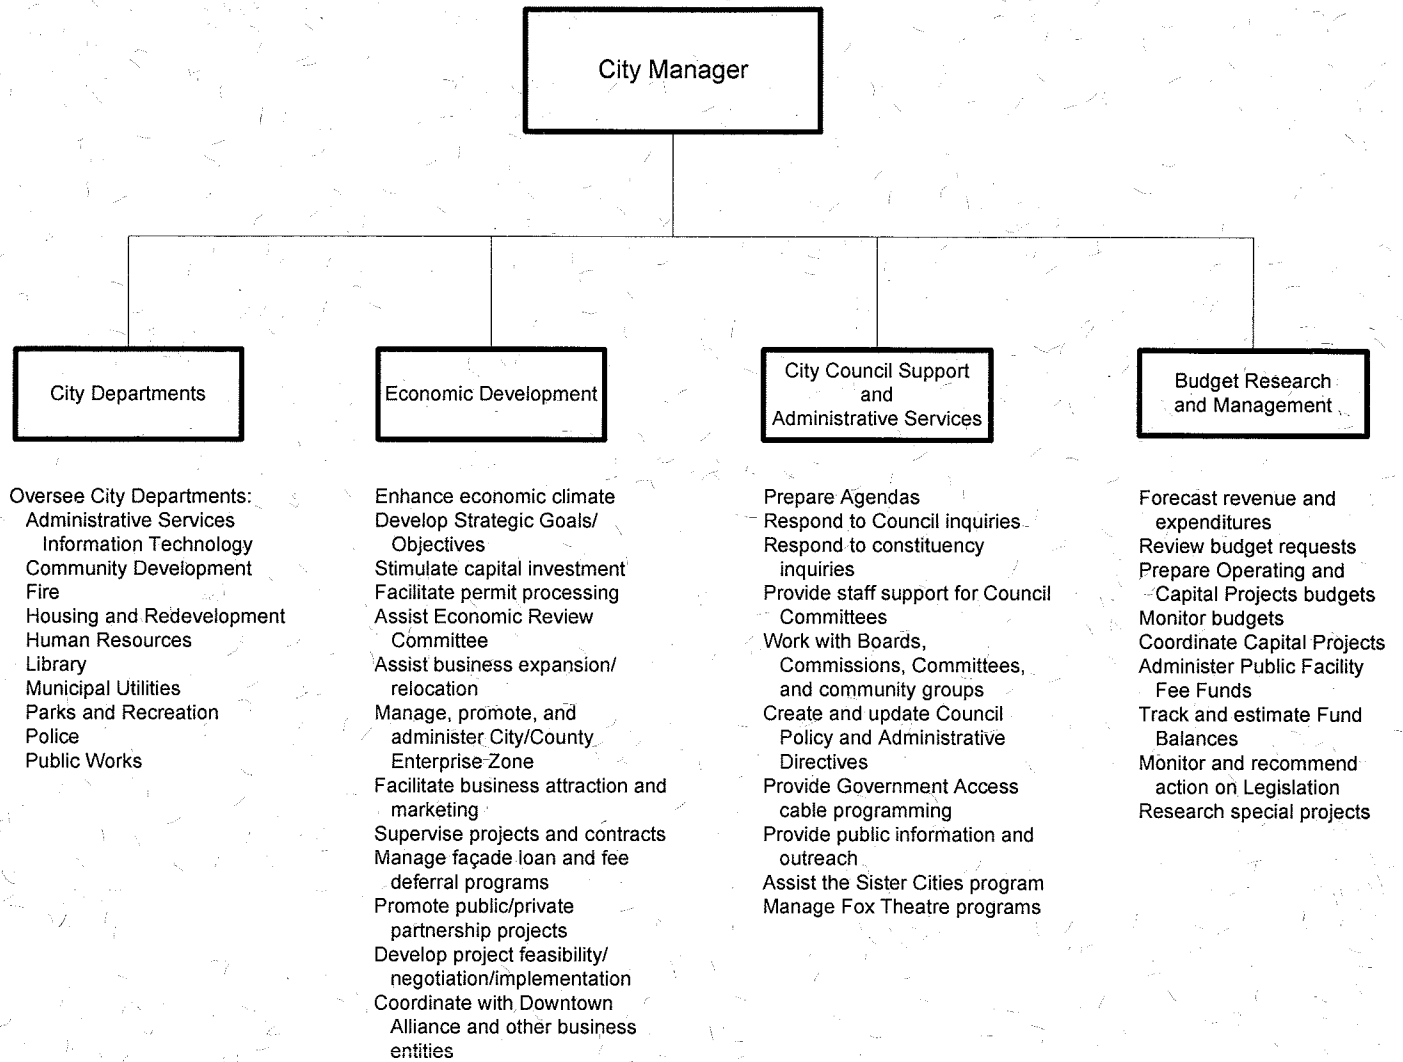 City Manager
City Departments
Economic Development
City Council Support
and
Administrative Services
Budget Research
and Management
Oversee City Departments:
Administrative Services
Information Technology
Community Development
Fire
Housing and Redevelopment
Human Resources
Library
Municipal Utilities
Parks and Recreation
Police
Public Works
Enhance economic climate
Develop Strategic Goals/
Objectives
Stimulate capital investment
Facilitate permit processing
Assist Economic Review
Committee
Assist business expansion/
relocation
Manage, promote, and
administer City/County
Enterprise Zone
Facilitate business attraction and
marketing
Supervise projects and contracts
Manage façade loan and fee
deferral programs
Promote public/private
partnership projects
Develop project feasibility/
negotiation/implementation
Coordinate with Downtown
Alliance and other business
entities
Prepare Agendas
Respond to Council inquiries
Respond to constituency
inquiries
Provide staff support for Council
Committees
Work with Boards,
Commissions, Committees,
and community groups
Create and update Council
Policy and Administrative
Directives
Provide Government Access
cable programming
Provide public information and
outreach
Assist the Sister Cities program
Manage Fox Theatre programs
Forecast revenue and
expenditures
Review budget requests
Prepare Operating and
Capital Projects budgets
Monitor budgets
Coordinate Capital Projects
Administer Public Facility
Fee Funds
Track and estimate Fund
Balances
Monitor and recommend
action on Legislation
Research special projects